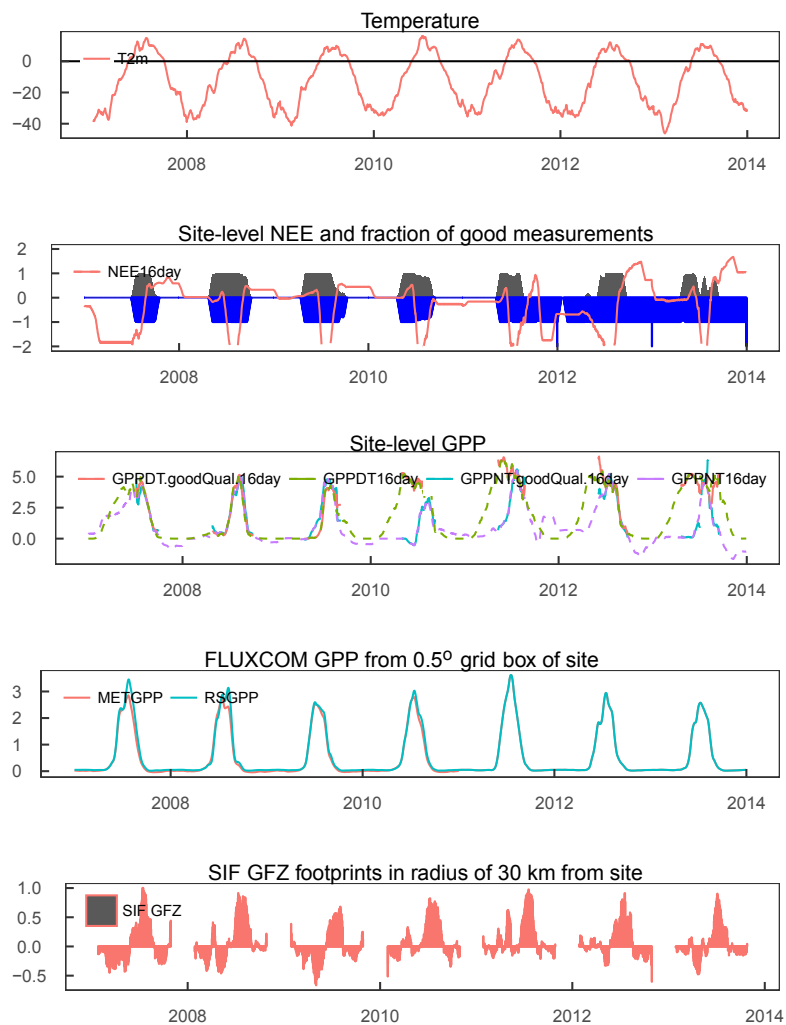 Temperature
T2m
0
−20
−40
2008 2010 2012 2014
Site-level NEE and fraction of good measurements
2
NEE16day
1
0
−1
−2
2008 2010 2012 2014
Site-level GPP
GPPDT.goodQual.16day GPPDT16day GPPNT.goodQual.16day GPPNT16day
5.0
2.5
0.0
2008 2010 2012 2014
FLUXCOM GPP from 0.5° grid box of site
METGPP RSGPP
3
2
1
0
2008 2010 2012 2014
SIF GFZ footprints in radius of 30 km from site
1.0
SIF GFZ
0.5
0.0
−0.5
2008 2010 2012 2014